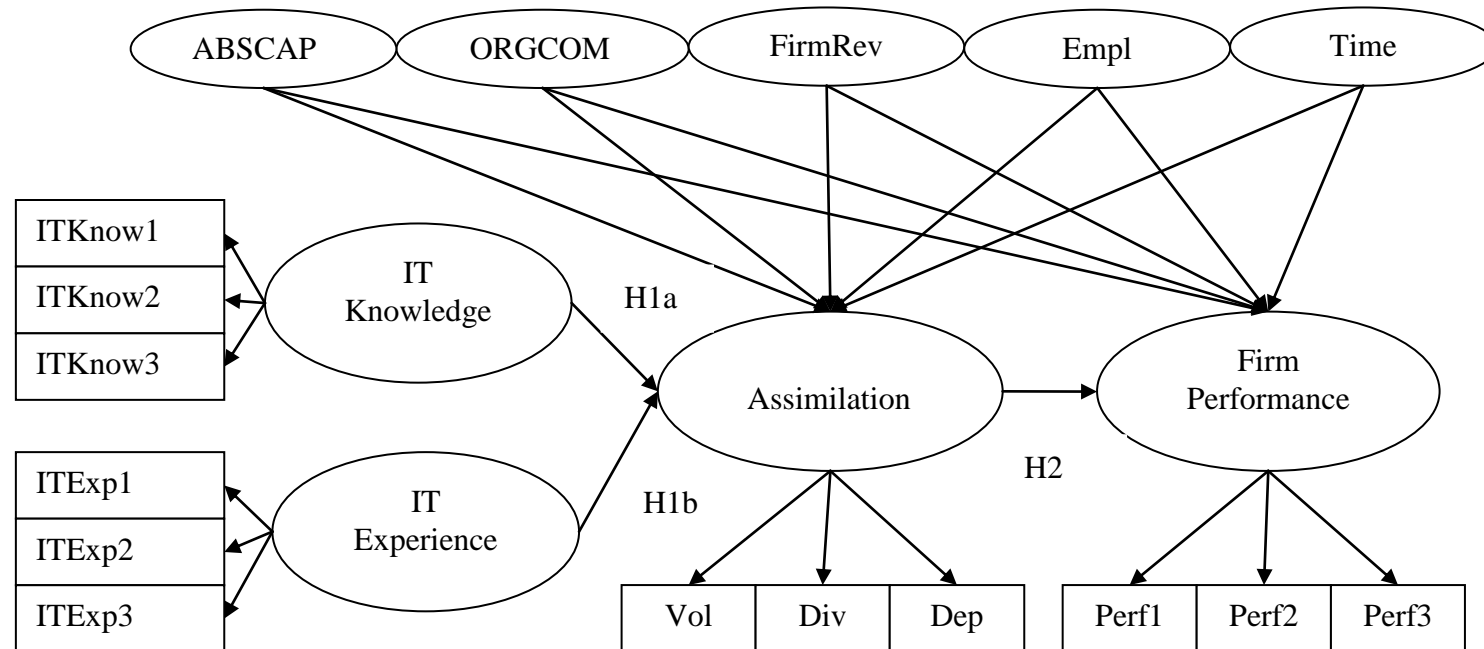 ABSCAP
ORGCOM
FirmRev
Empl
Time
ITKnow1
ITKnow2
ITKnow3
IT
Knowledge
H1a
Assimilation
Firm
Performance
ITExp1
ITExp2
ITExp3
IT
Experience
H1b
H2
Vol
Div
Dep
Perf1
Perf2
Perf3